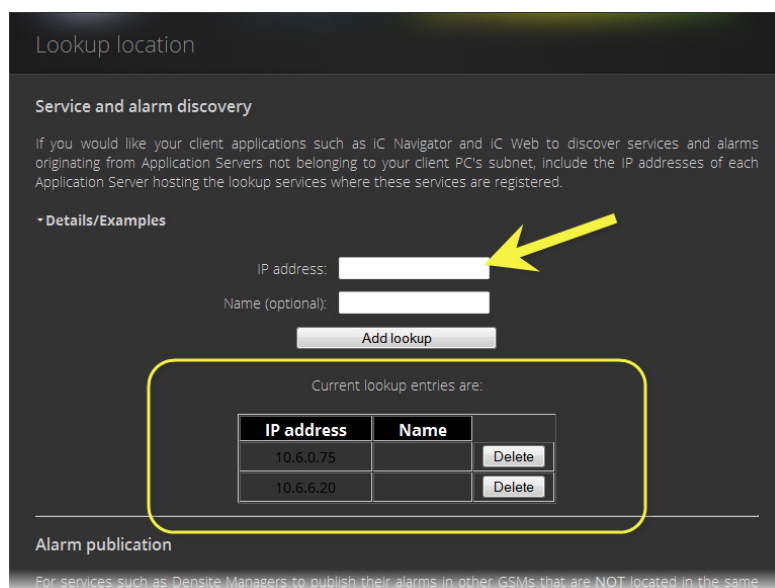 Lookup location
Service and alarm discovery
If you would like your client applications such as iC Navigator and iC Web to discover services and alarms
originating from Application Servers not belonging to your client PC's subnet, include the IP addresses of each
Application Server hosting the lookup services where these services are registered.
Details/Examples
IP address:
Name (optional):
Add lookup
Current lookup entries are:
IP address Name
10.6.0.75 Delete
10.6.6.20 Delete
Alarm publication
For services such as Densite Managers to publish their alarms in other GSMs that are NOT located in the same